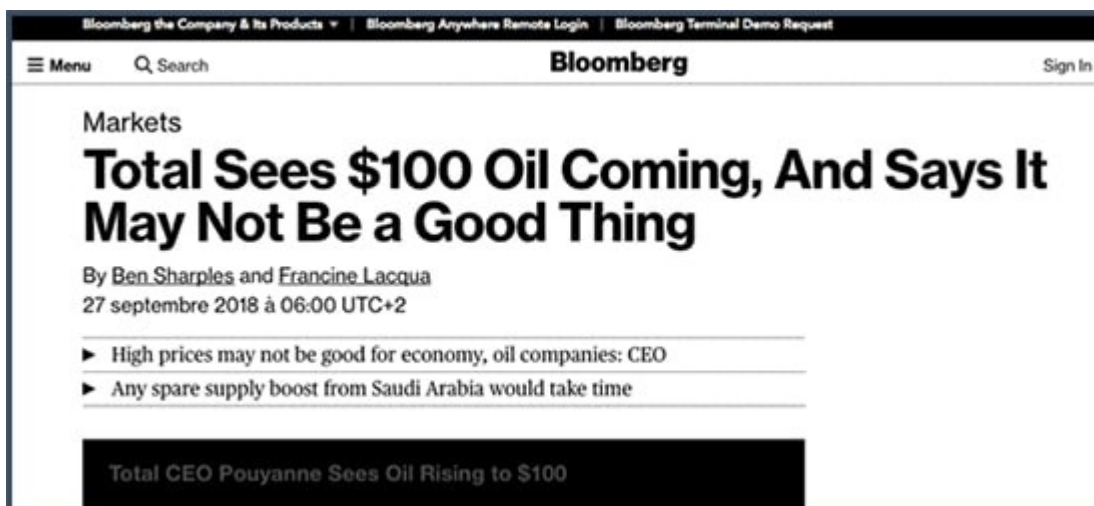 Bloomberg the Company & Its Products ▼ | Bloomberg Anywhere Remote Login | Bloomberg Terminal Demo Request
☰ Menu Search Bloomberg Sign In
Markets
Total Sees $100 Oil Coming, And Says It
May Not Be a Good Thing
By Ben Sharples and Francine Lacqua
27 septembre 2018 à 06:00 UTC+2
► High prices may not be good for economy, oil companies: CEO
► Any spare supply boost from Saudi Arabia would take time
Total CEO Pouyanne Sees Oil Rising to $100